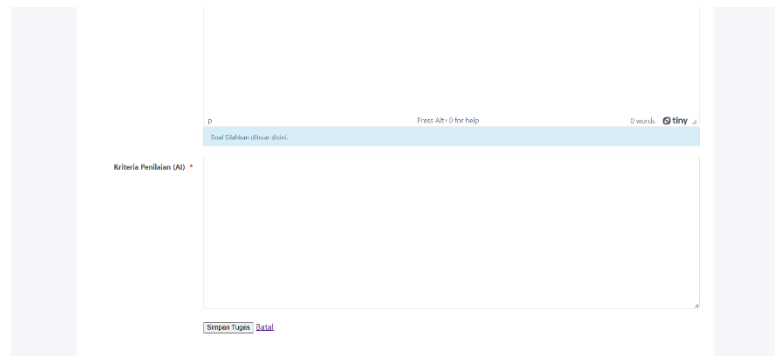 p Press Alt+0 for help 0 words tiny
Soal Silahkan dibuat disini.
Kriteria Penilaian (AI) *
Simpan Tugas Batal